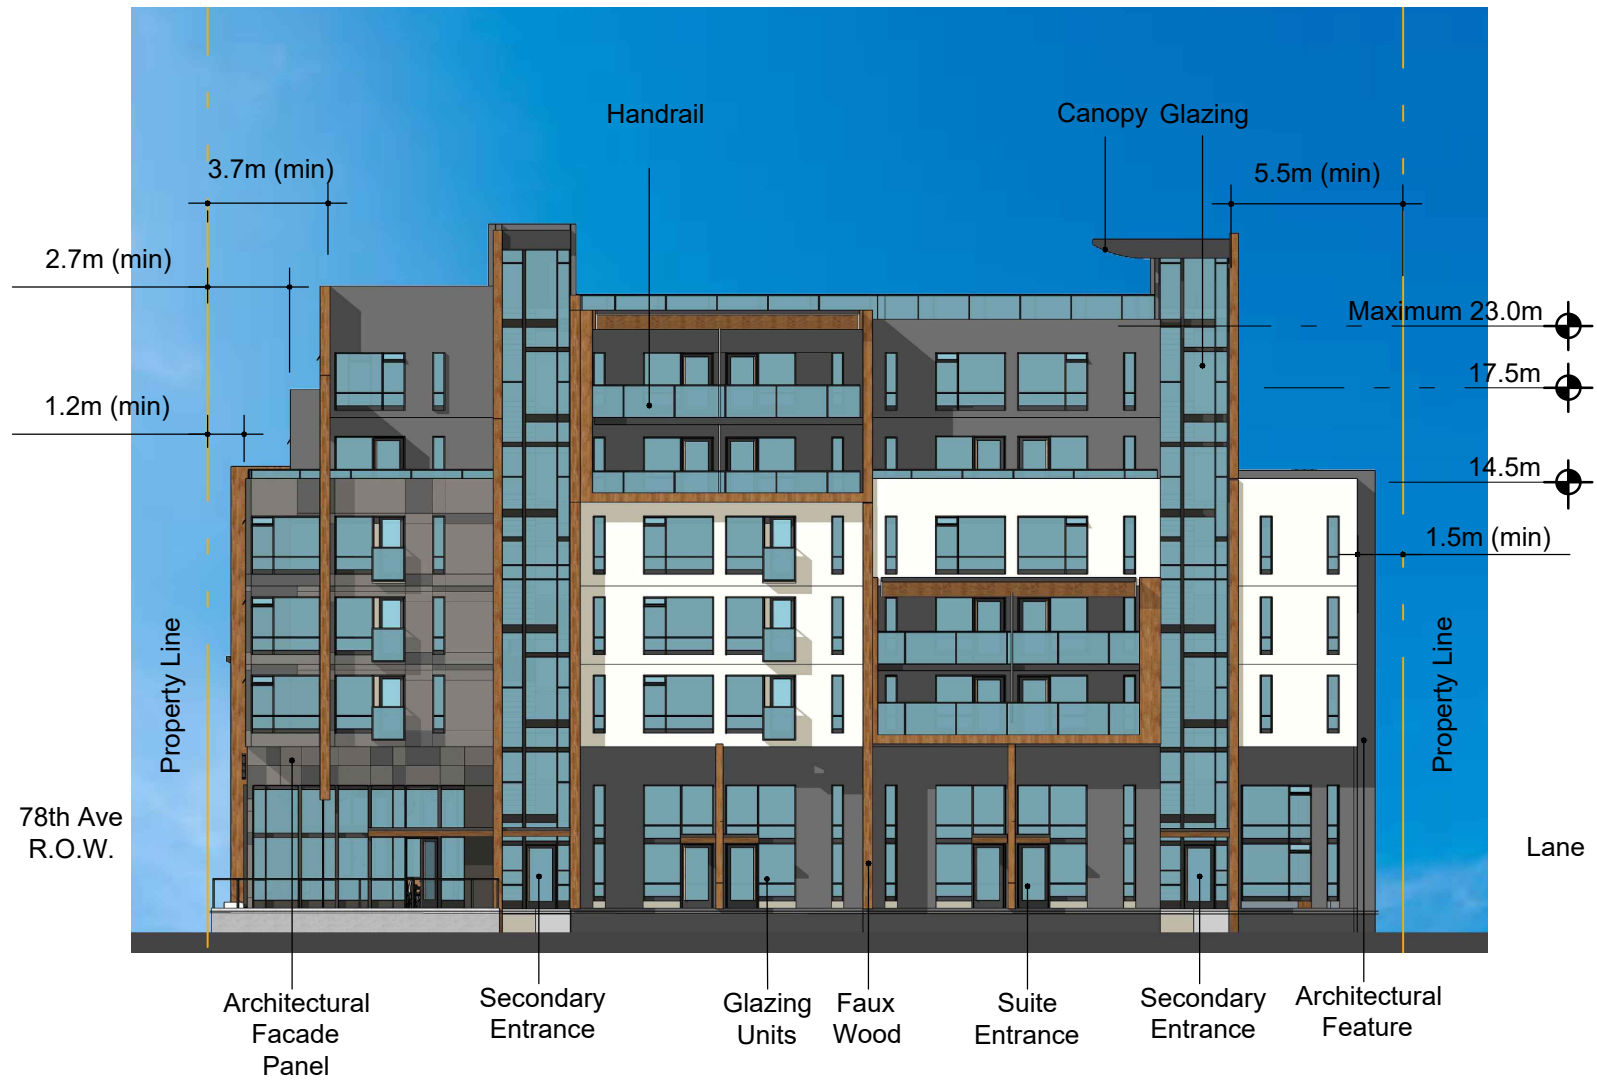 Handrail
Canopy
Glazing
3.7m (min)
5.5m (min)
2.7m (min)
Maximum 23.0m
17.5m
1.2m (min)
14.5m
1.5m (min)
Property Line
Property Line
78th Ave
R.O.W.
Lane
Architectural
Facade
Panel
Secondary
Entrance
Glazing
Units
Faux
Wood
Suite
Entrance
Secondary
Entrance
Architectural
Feature